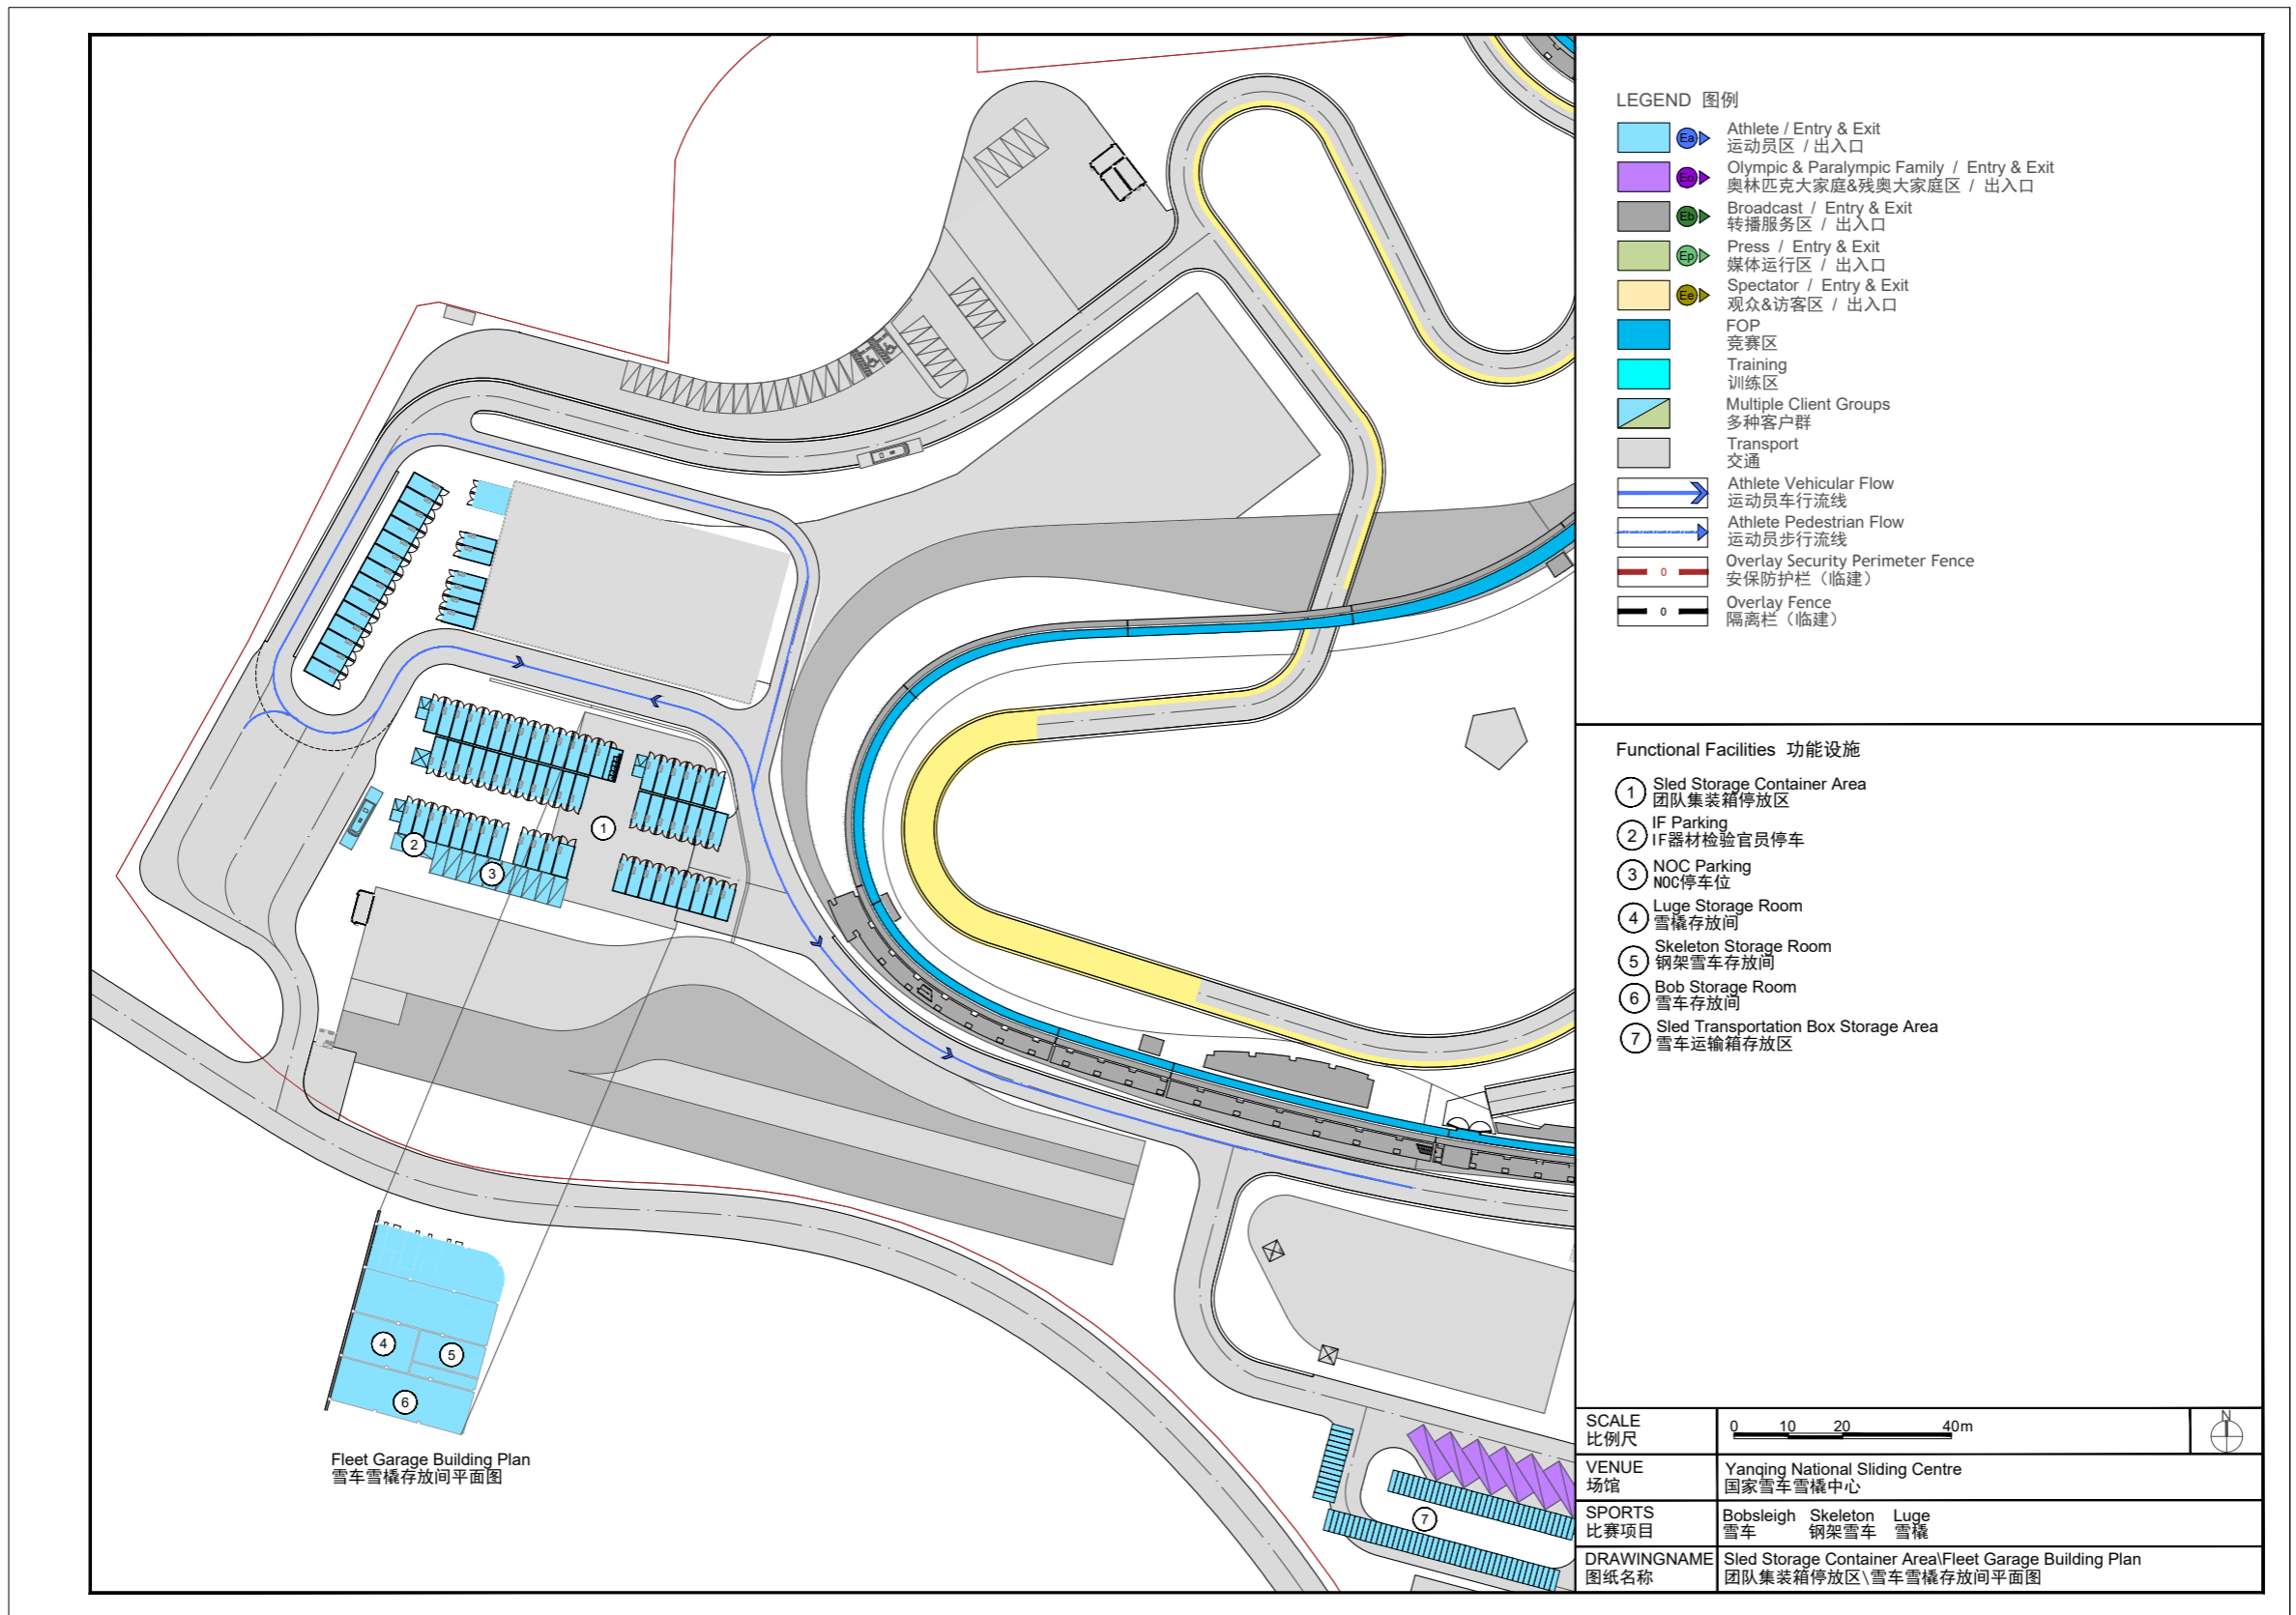 LEGEND 图例
Ea
Athlete / Entry & Exit
运动员区 / 出入口
Eo
Olympic & Paralympic Family / Entry & Exit
奥林匹克大家庭&残奥大家庭区 / 出入口
Eb
Broadcast / Entry & Exit
转播服务区 / 出入口
Ep
Press / Entry & Exit
媒体运行区 / 出入口
Ee
Spectator / Entry & Exit
观众&访客区 / 出入口
FOP
竞赛区
Training
训练区
Multiple Client Groups
多种客户群
Transport
交通
Athlete Vehicular Flow
运动员车行流线
Athlete Pedestrian Flow
运动员步行流线
0
Overlay Security Perimeter Fence
安保防护栏（临建）
0
Overlay Fence
隔离栏（临建）
Functional Facilities 功能设施
1 Sled Storage Container Area
团队集装箱停放区
2 IF Parking
IF器材检验官员停车
3 NOC Parking
NOC停车位
4 Luge Storage Room
雪橇存放间
5 Skeleton Storage Room
钢架雪车存放间
6 Bob Storage Room
雪车存放间
7 Sled Transportation Box Storage Area
雪车运输箱存放区
1
2
3
4
5
6
7
Fleet Garage Building Plan
雪车雪橇存放间平面图
SCALE
比例尺
0 10 20 40m
N
VENUE
场馆
Yanqing National Sliding Centre
国家雪车雪橇中心
SPORTS
比赛项目
Bobsleigh Skeleton Luge
雪车 钢架雪车 雪橇
DRAWINGNAME
图纸名称
Sled Storage Container Area\Fleet Garage Building Plan
团队集装箱停放区\雪车雪橇存放间平面图